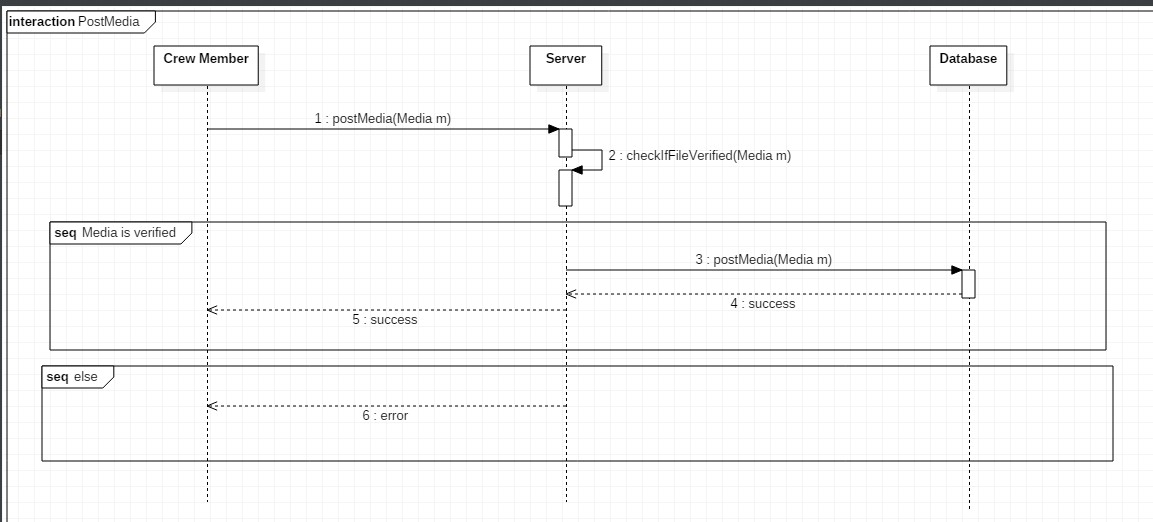 interaction PostMedia
Crew Member
Server
Database
1 : postMedia(Media m)
2 : checkIfFileVerified(Media m)
seq Media is verified
3 : postMedia(Media m)
4 : success
5 : success
seq else
6 : error